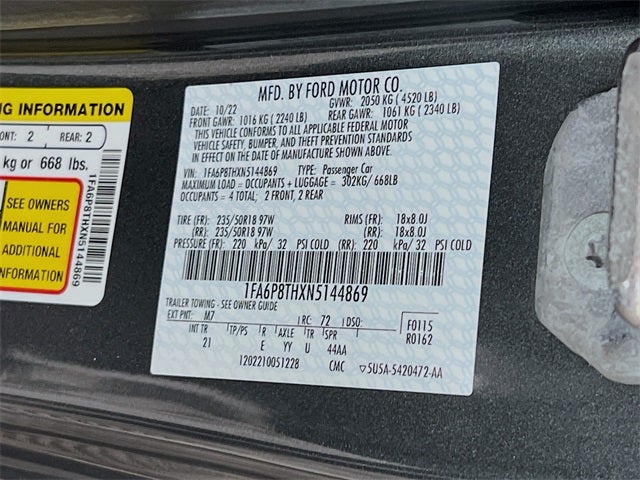 NG INFORMATION
ONT: 2 REAR: 2
kg or 668 lbs.
SEE OWNERS
MANUAL FOR
ADDITIONAL
INFORMATION
1FA6P8THXN5144869
MFD. BY FORD MOTOR CO.
DATE: 10/22 GVWR: 2050 KG ( 4520 LB)
FRONT GAWR: 1016 KG ( 2240 LB) REAR GAWR: 1061 KG ( 2340 LB)
THIS VEHICLE CONFORMS TO ALL APPLICABLE FEDERAL MOTOR
VEHICLE SAFETY, BUMPER, AND THEFT PREVENTION STANDARDS
IN EFFECT ON THE DATE OF MANUFACTURE SHOWN ABOVE.
VIN: 1FA6P8THXN5144869 TYPE: Passenger Car
MAXIMUM LOAD = OCCUPANTS + LUGGAGE = 302KG/ 668LB
OCCUPANTS = 4 TOTAL: 2 FRONT, 2 REAR
TIRE (FR): 235/50R18 97W RIMS (FR): 18x8.0J
(RR): 235/50R18 97W (RR): 18x8.0J
PRESSURE (FR): 220 kPa/ 32 PSI COLD (RR): 220 kPa/ 32 PSI COLD
1FA6P8THXN5144869
TRAILER TOWING - SEE OWNER GUIDE
EXT PNT: M7 RC: 72 DSO: F0115
R0162
INT TR TP/PS R AXLE TR SPR
21 E YY U 44AA
1202210051228 CMC 5U5A-5420472-AA